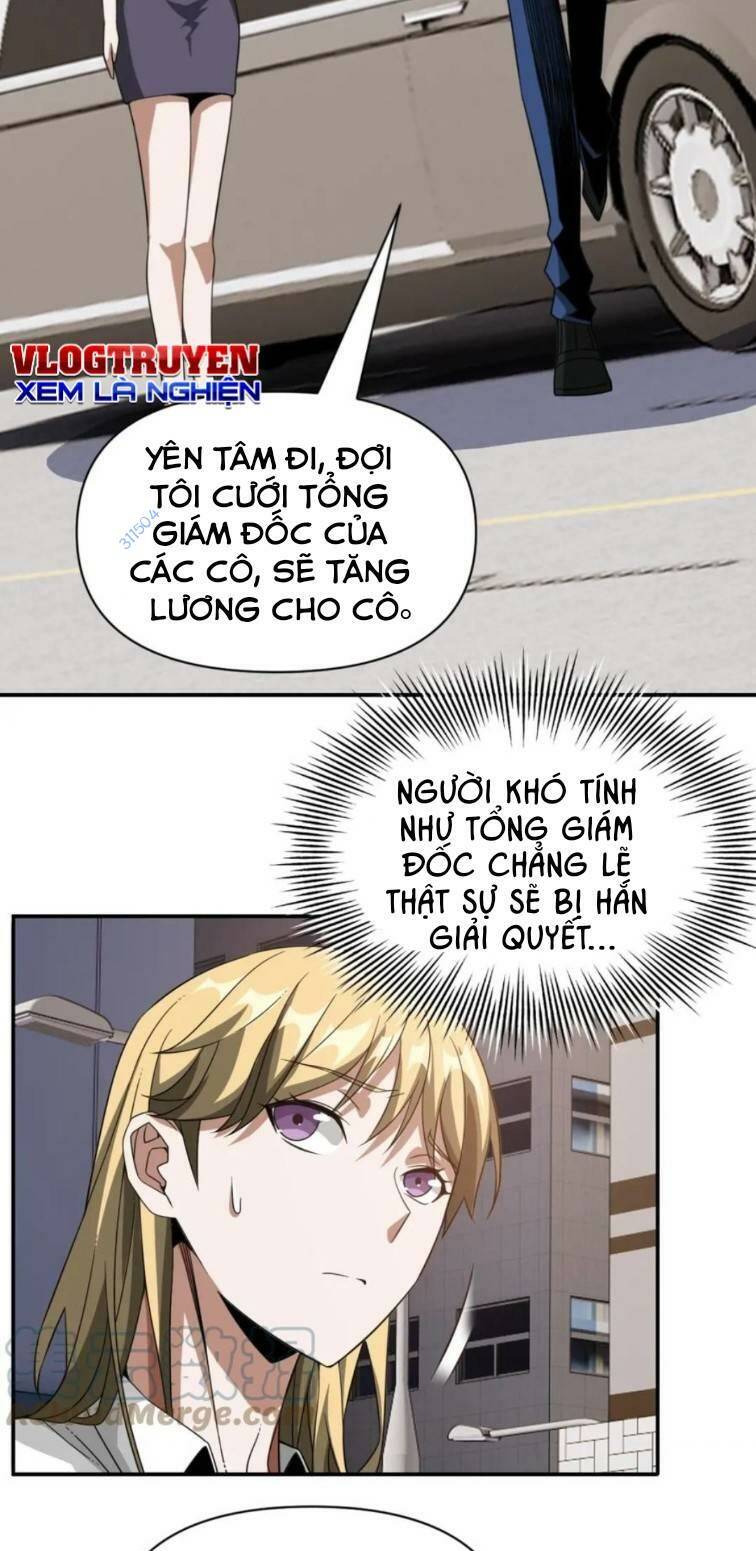 VLOGTRUYEN
XEM LÀ NGHIỆN
YÊN TÂM ĐI, ĐỢI
TÔI CƯỚI TỔNG
GIÁM ĐỐC CỦA
CÁC CÔ, SẼ TĂNG
LƯƠNG CHO CÔ。
311504
NGƯỜI KHÓ TÍNH
NHƯ TỔNG GIÁM
ĐỐC CHẲNG LẼ
THẬT SỰ SẼ BỊ HẮN
GIẢI QUYẾT...